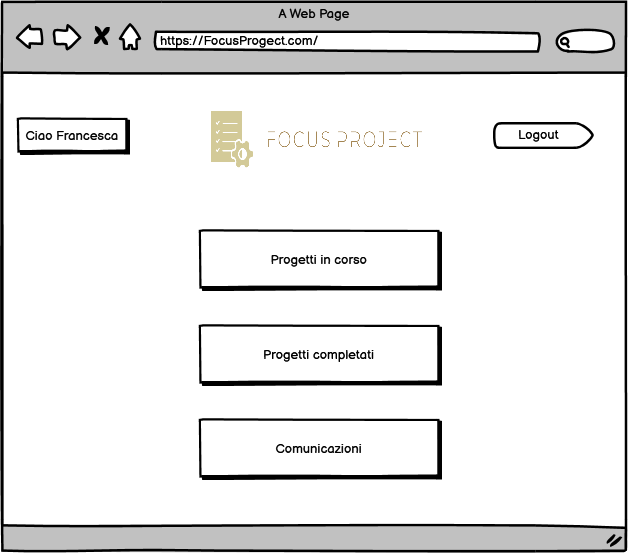 A Web Page
https://FocusProgect.com/
Ciao Francesca
FOCUS PROJECT
Logout
Progetti in corso
Progetti completati
Comunicazioni